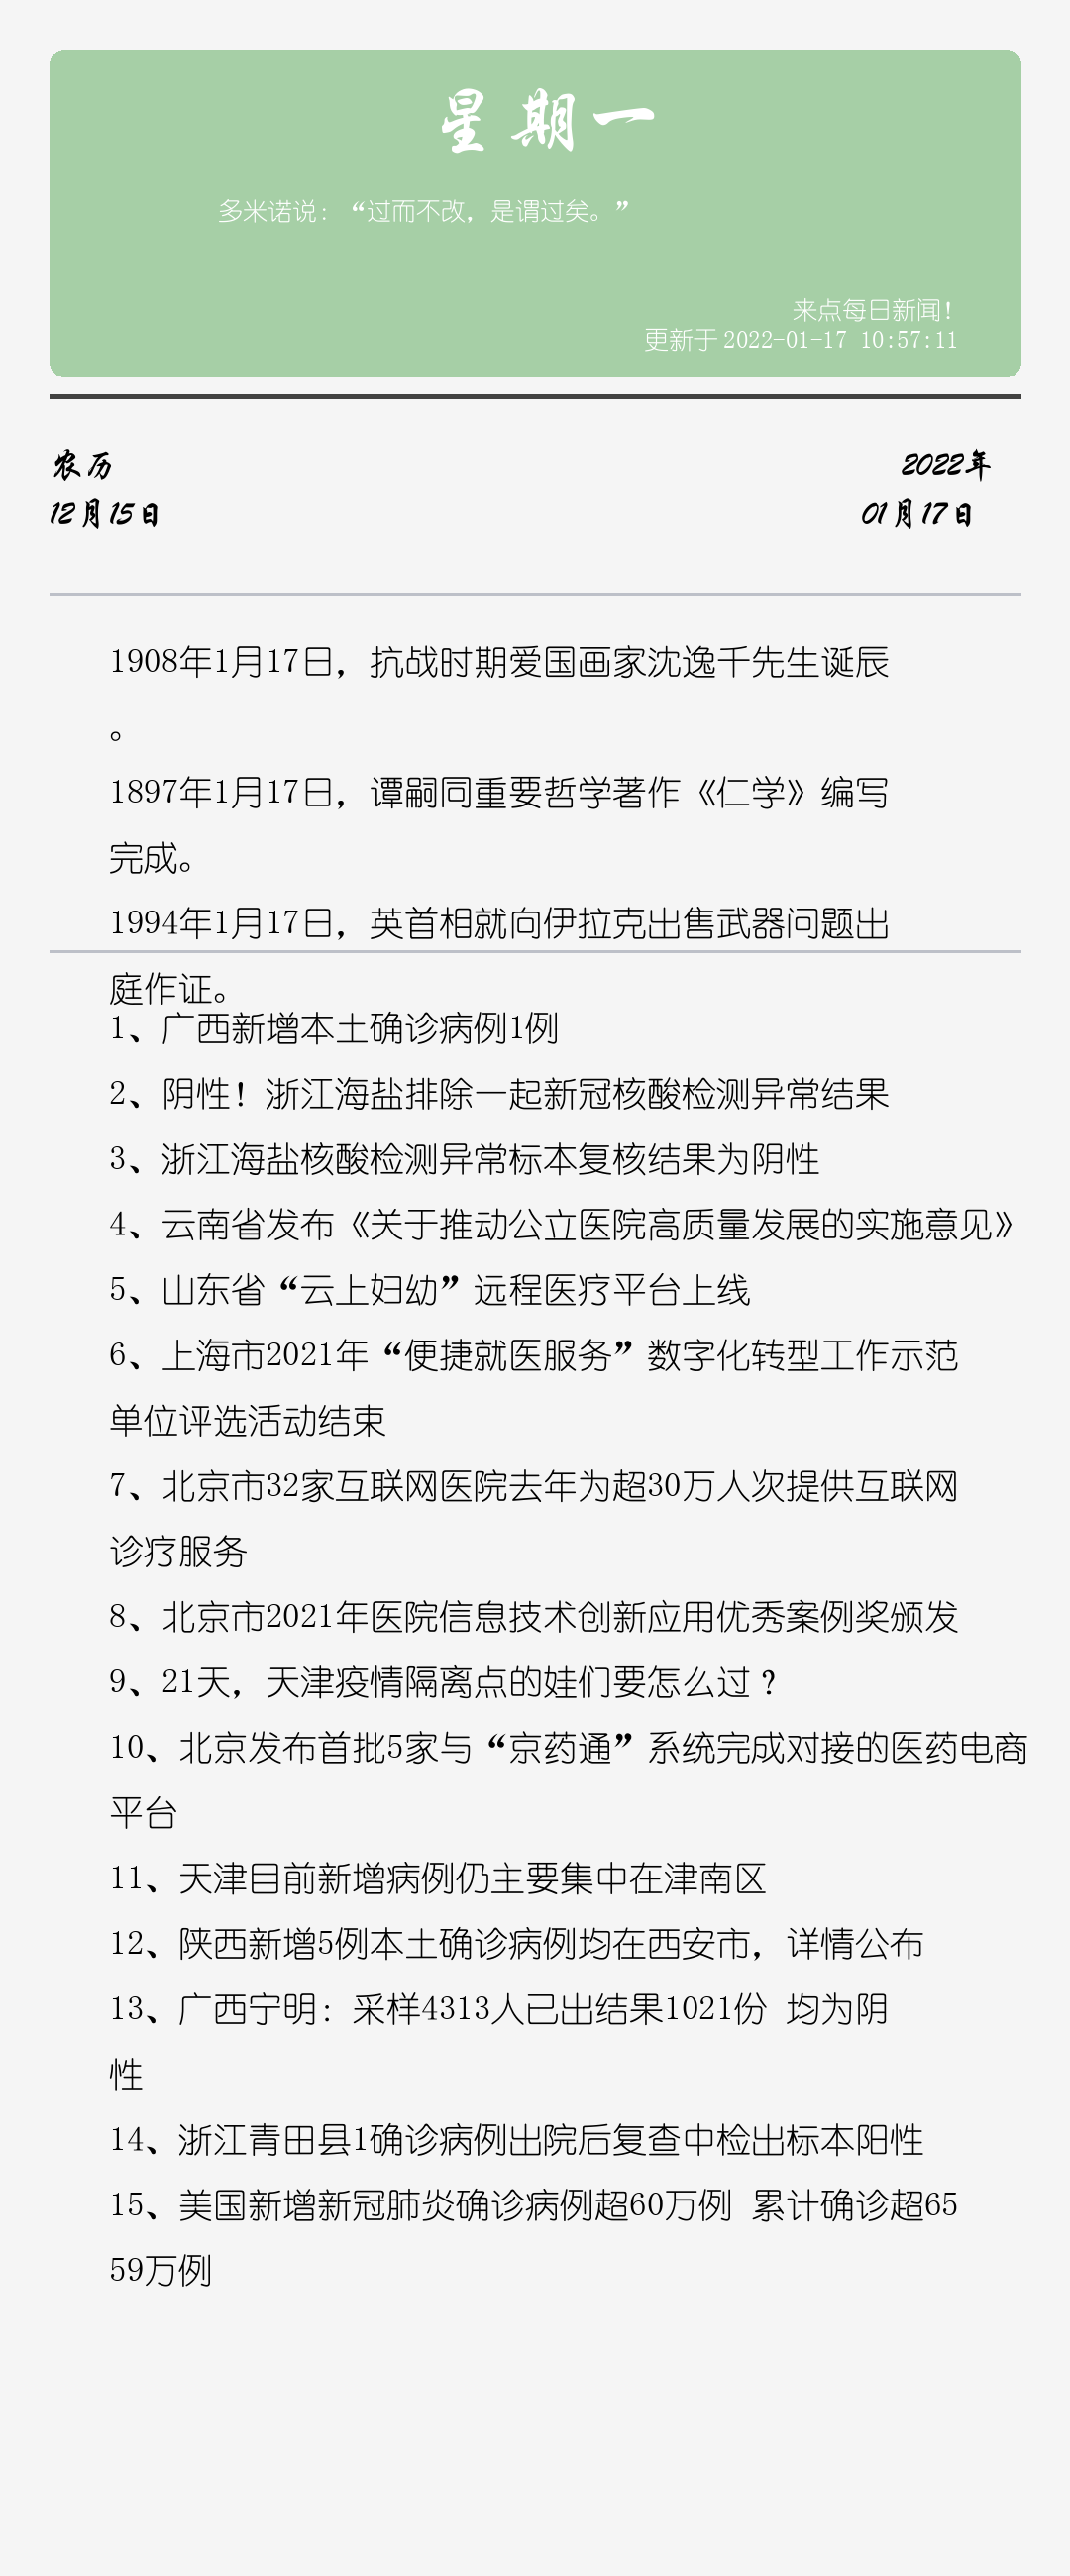 星期一
多米诺说：“过而不改，是谓过矣。”
来点每日新闻！
更新于 2022-01-17 10:57:11
农历
2022年
12月15日
01月17日
1908年1月17日，抗战时期爱国画家沈逸千先生诞辰
。
1897年1月17日，谭嗣同重要哲学著作《仁学》编写
完成。
1994年1月17日，英首相就向伊拉克出售武器问题出
庭作证。
1、广西新增本土确诊病例1例
2、阴性！浙江海盐排除一起新冠核酸检测异常结果
3、浙江海盐核酸检测异常标本复核结果为阴性
4、云南省发布《关于推动公立医院高质量发展的实施意见》
5、山东省“云上妇幼”远程医疗平台上线
6、上海市2021年“便捷就医服务”数字化转型工作示范
单位评选活动结束
7、北京市32家互联网医院去年为超30万人次提供互联网
诊疗服务
8、北京市2021年医院信息技术创新应用优秀案例奖颁发
9、21天，天津疫情隔离点的娃们要怎么过？
10、北京发布首批5家与“京药通”系统完成对接的医药电商
平台
11、天津目前新增病例仍主要集中在津南区
12、陕西新增5例本土确诊病例均在西安市，详情公布
13、广西宁明：采样4313人已出结果1021份 均为阴
性
14、浙江青田县1确诊病例出院后复查中检出标本阳性
15、美国新增新冠肺炎确诊病例超60万例 累计确诊超65
59万例